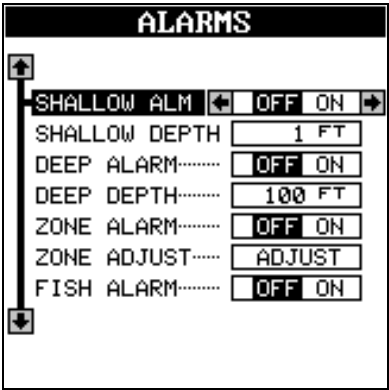 ALARMS
SHALLOW ALM OFF ON
SHALLOW DEPTH 1 FT
DEEP ALARM········ OFF ON
DEEP DEPTH········ 100 FT
ZONE ALARM········ OFF ON
ZONE ADJUST······ ADJUST
FISH ALARM········ OFF ON